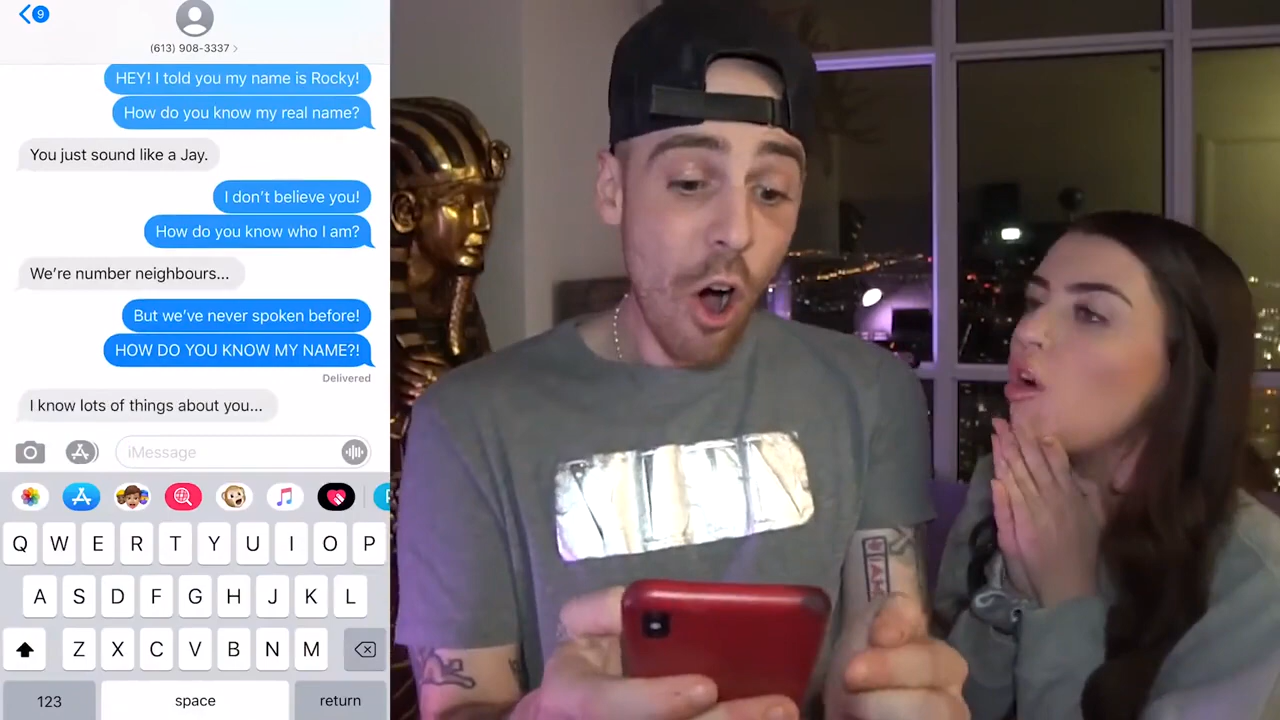 9
(613) 908-3337 >
HEY! I told you my name is Rocky!
How do you know my real name?
You just sound like a Jay.
I don't believe you!
How do you know who I am?
We're number neighbours...
But we've never spoken before!
HOW DO YOU KNOW MY NAME?!
Delivered
I know lots of things about you...
iMessage
Q W E R T Y U I O P
A S D F G H J K L
Z X C V B N M
123 space return